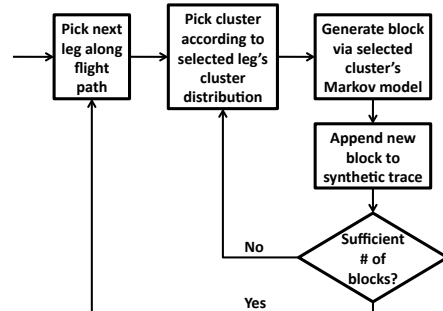 Pick next
leg along
flight
path
Pick cluster
according to
selected leg's
cluster
distribution
Generate block
via selected
cluster's
Markov model
Append new
block to
synthetic trace
Sufficient
# of
blocks?
No
Yes